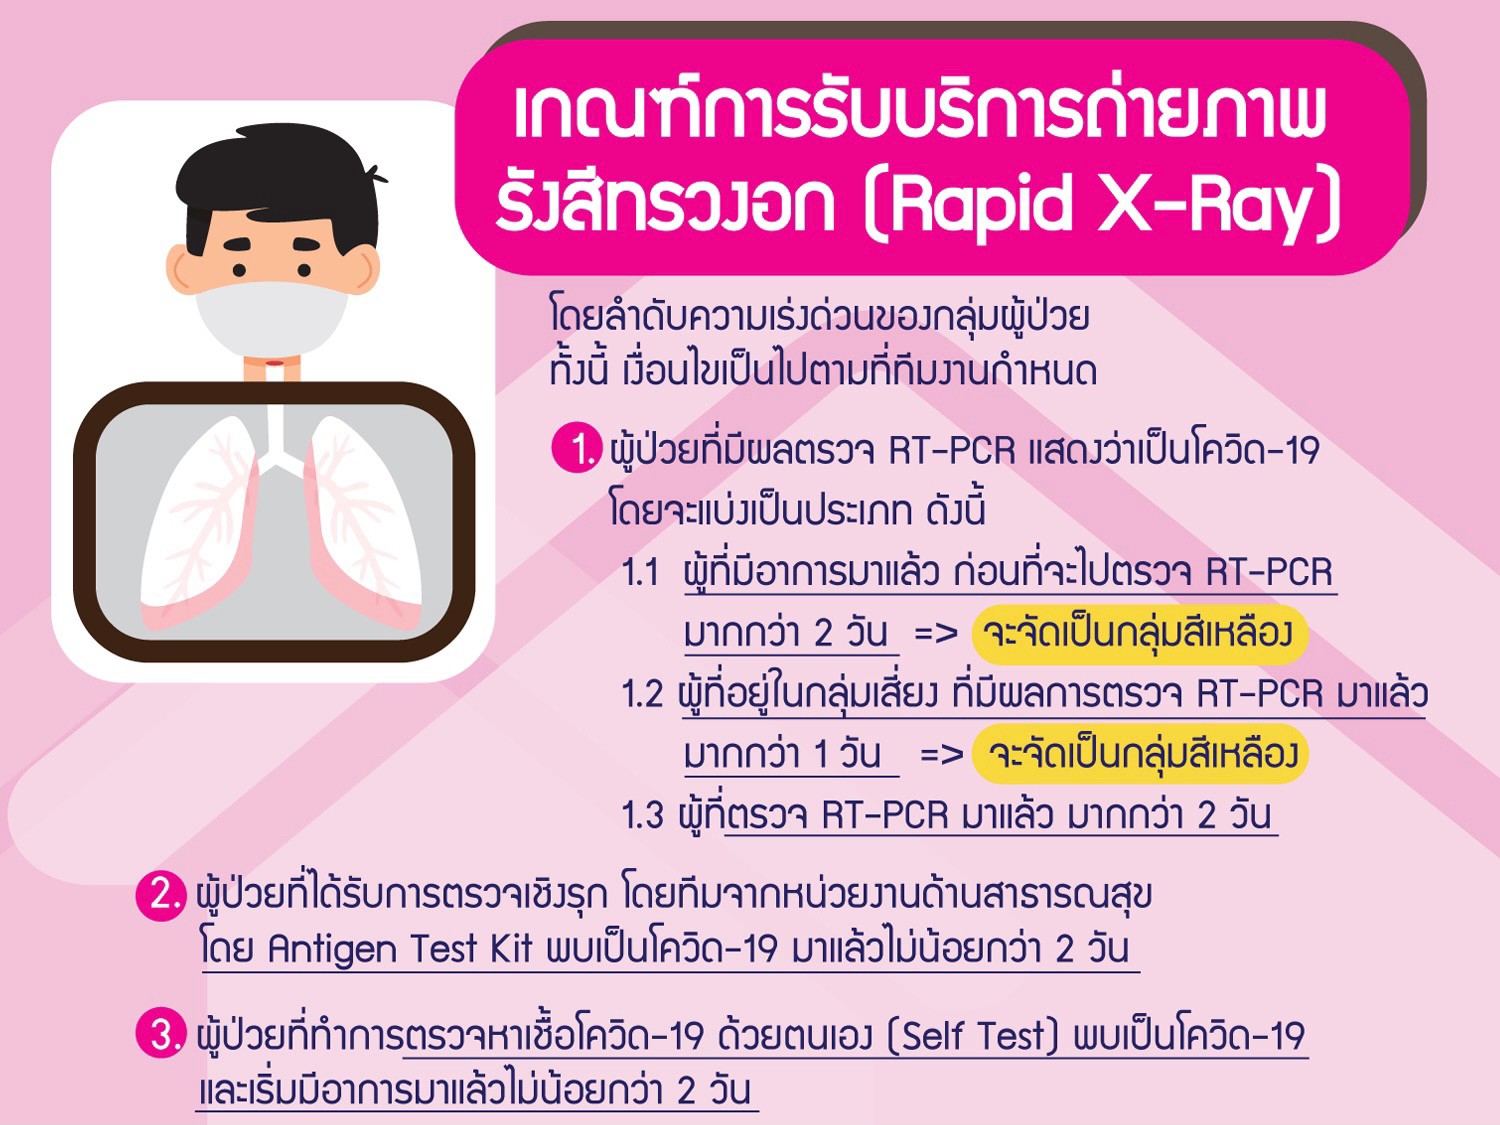 เกณฑ์การรับบริการถ่ายภาพ
รังสีทรวงอก (Rapid X-Ray)
โดยลำดับความเร่งด่วนของกลุ่มผู้ป่วย
ทั้งนี้ เงื่อนไขเป็นไปตามที่ทีมงานกำหนด
1. ผู้ป่วยที่มีผลตรวจ RT-PCR แสดงว่าเป็นโควิด-19
โดยจะแบ่งเป็นประเภท ดังนี้
1.1 ผู้ที่มีอาการมาแล้ว ก่อนที่จะไปตรวจ RT-PCR
มากกว่า 2 วัน => จะจัดเป็นกลุ่มสีเหลือง
1.2 ผู้ที่อยู่ในกลุ่มเสี่ยง ที่มีผลการตรวจ RT-PCR มาแล้ว
มากกว่า 1 วัน => จะจัดเป็นกลุ่มสีเหลือง
1.3 ผู้ที่ตรวจ RT-PCR มาแล้ว มากกว่า 2 วัน
2. ผู้ป่วยที่ได้รับการตรวจเชิงรุก โดยทีมจากหน่วยงานด้านสาธารณสุข
โดย Antigen Test Kit พบเป็นโควิด-19 มาแล้วไม่น้อยกว่า 2 วัน
3. ผู้ป่วยที่ทำการตรวจหาเชื้อโควิด-19 ด้วยตนเอง (Self Test) พบเป็นโควิด-19
และเริ่มมีอาการมาแล้วไม่น้อยกว่า 2 วัน